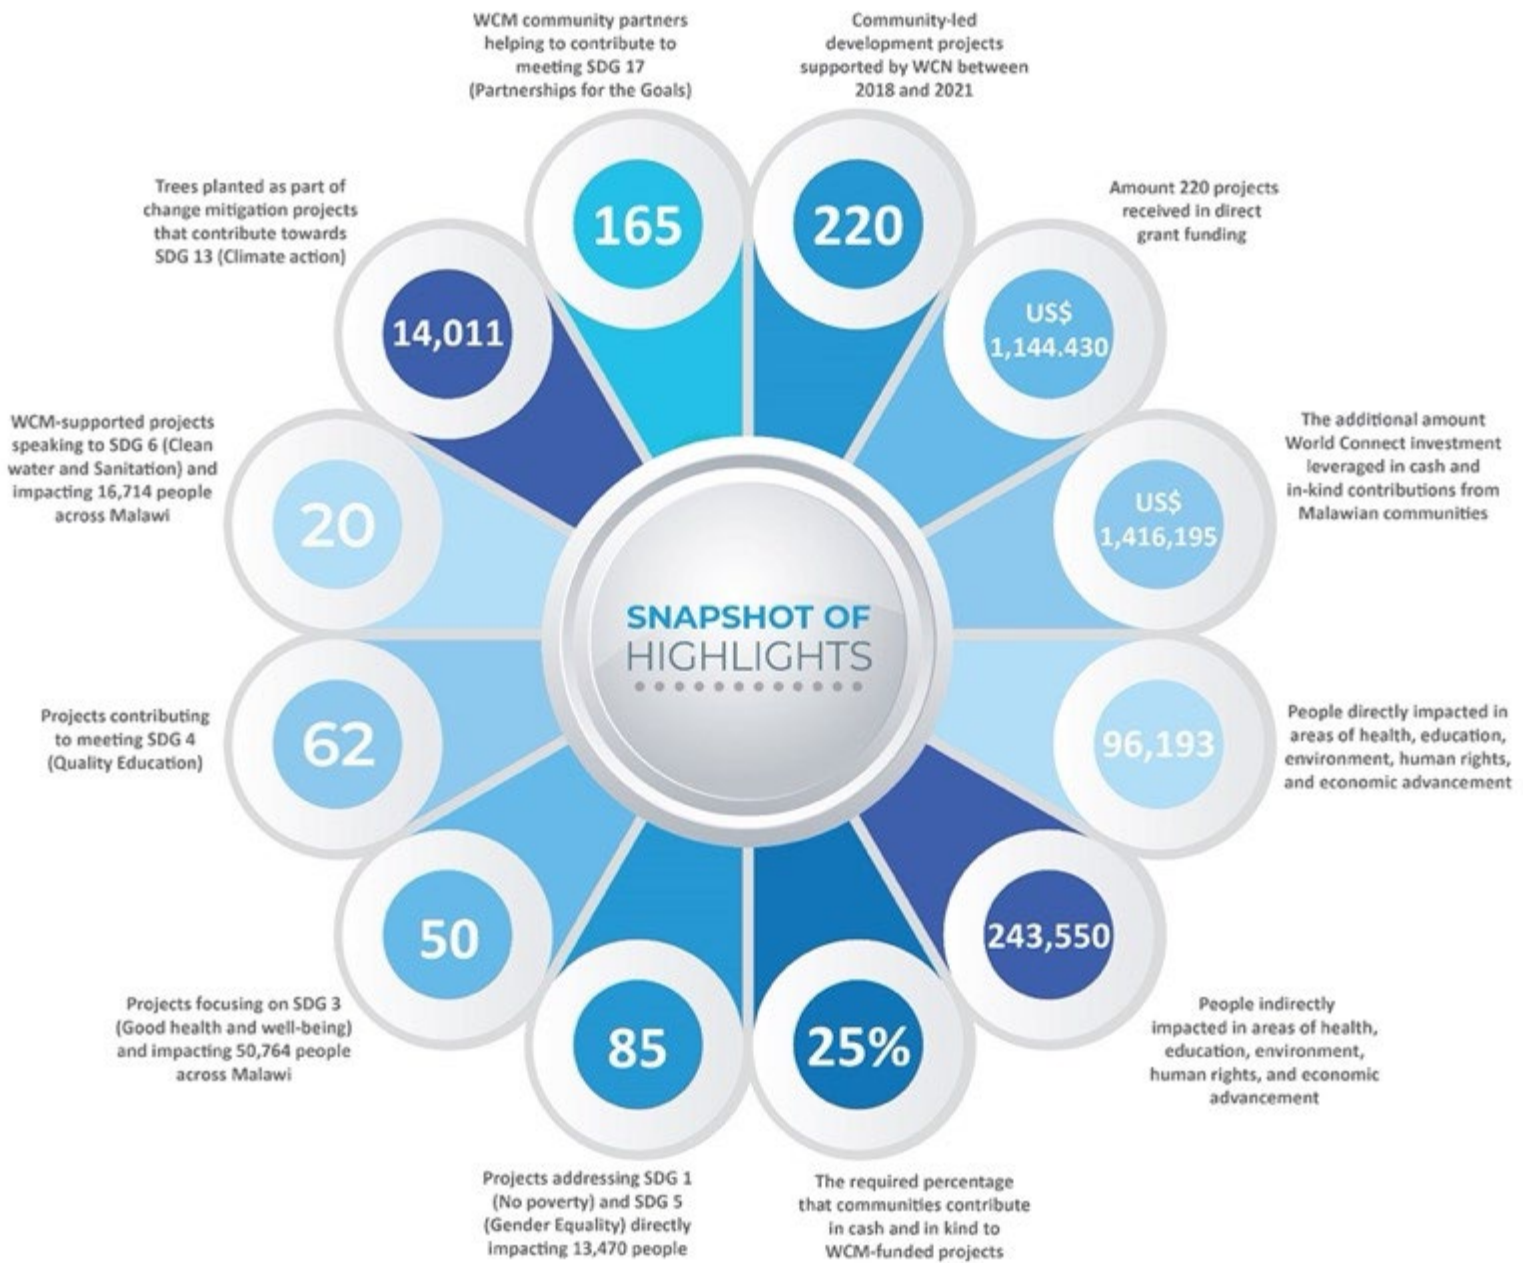 WCM community partners
helping to contribute to
meeting SDG 17
(Partnerships for the Goals)
165
Community-led
development projects
supported by WCN between
2018 and 2021
220
Amount 220 projects
received in direct
grant funding
US$
1,144.430
The additional amount
World Connect investment
leveraged in cash and
in-kind contributions from
Malawian communities
US$
1,416,195
People directly impacted in
areas of health, education,
environment, human rights,
and economic advancement
96,193
243,550
People indirectly
impacted in areas of health,
education, environment,
human rights, and economic
advancement
25%
The required percentage
that communities contribute
in cash and in kind to
WCM-funded projects
85
Projects addressing SDG 1
(No poverty) and SDG 5
(Gender Equality) directly
impacting 13,470 people
50
Projects focusing on SDG 3
(Good health and well-being)
and impacting 50,764 people
across Malawi
Projects contributing
to meeting SDG 4
(Quality Education)
62
WCM-supported projects
speaking to SDG 6 (Clean
water and Sanitation) and
impacting 16,714 people
across Malawi
20
Trees planted as part of
change mitigation projects
that contribute towards
SDG 13 (Climate action)
14,011
SNAPSHOT OF
HIGHLIGHTS